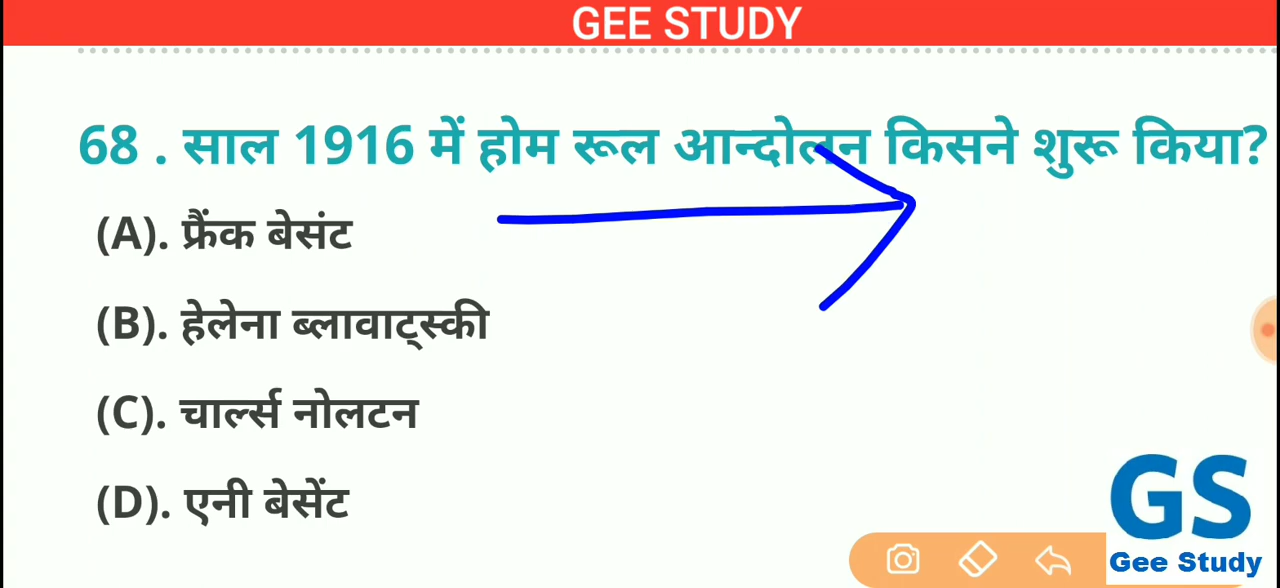 GEE STUDY
68 . साल 1916 में होम रूल आन्दोलन किसने शुरू किया?
(A). फ्रैंक बेसंट
(B). हेलेना ब्लावाट्स्की
(C). चार्ल्स नोलटन
(D). एनी बेसेंट
GS
Gee Study